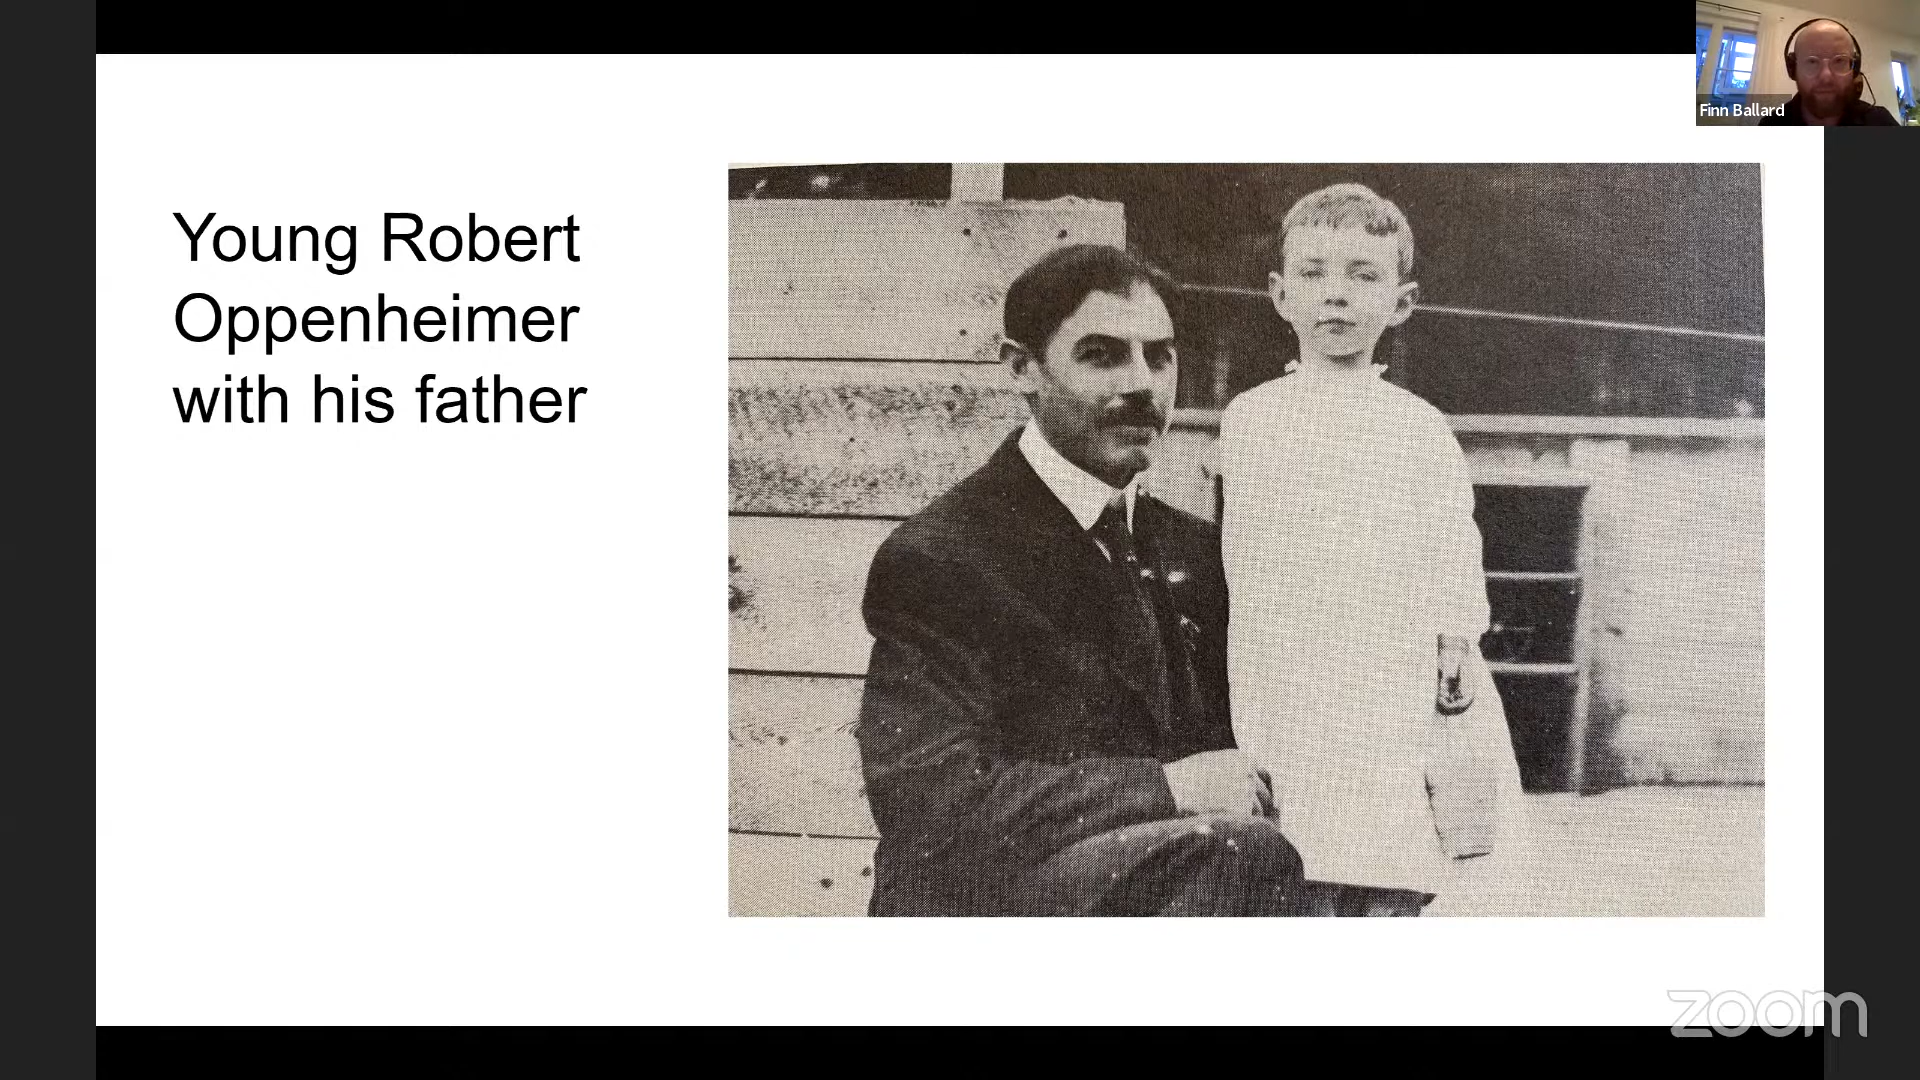 Finn Ballard
Young Robert
Oppenheimer
with his father
zoom